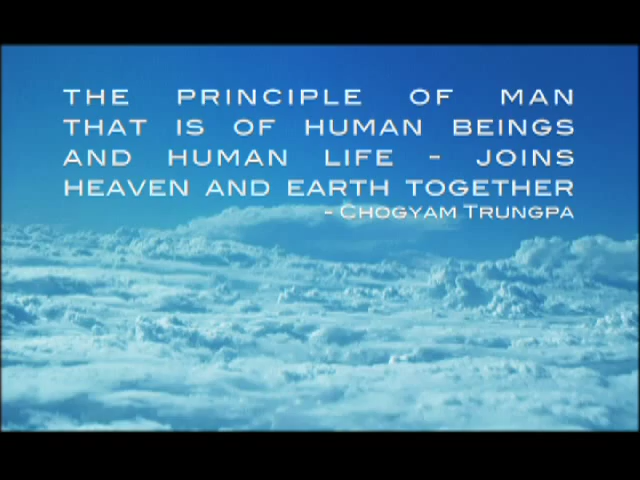 THE PRINCIPLE OF MAN
THAT IS OF HUMAN BEINGS
AND HUMAN LIFE - JOINS
HEAVEN AND EARTH TOGETHER
- CHOGYAM TRUNGPA